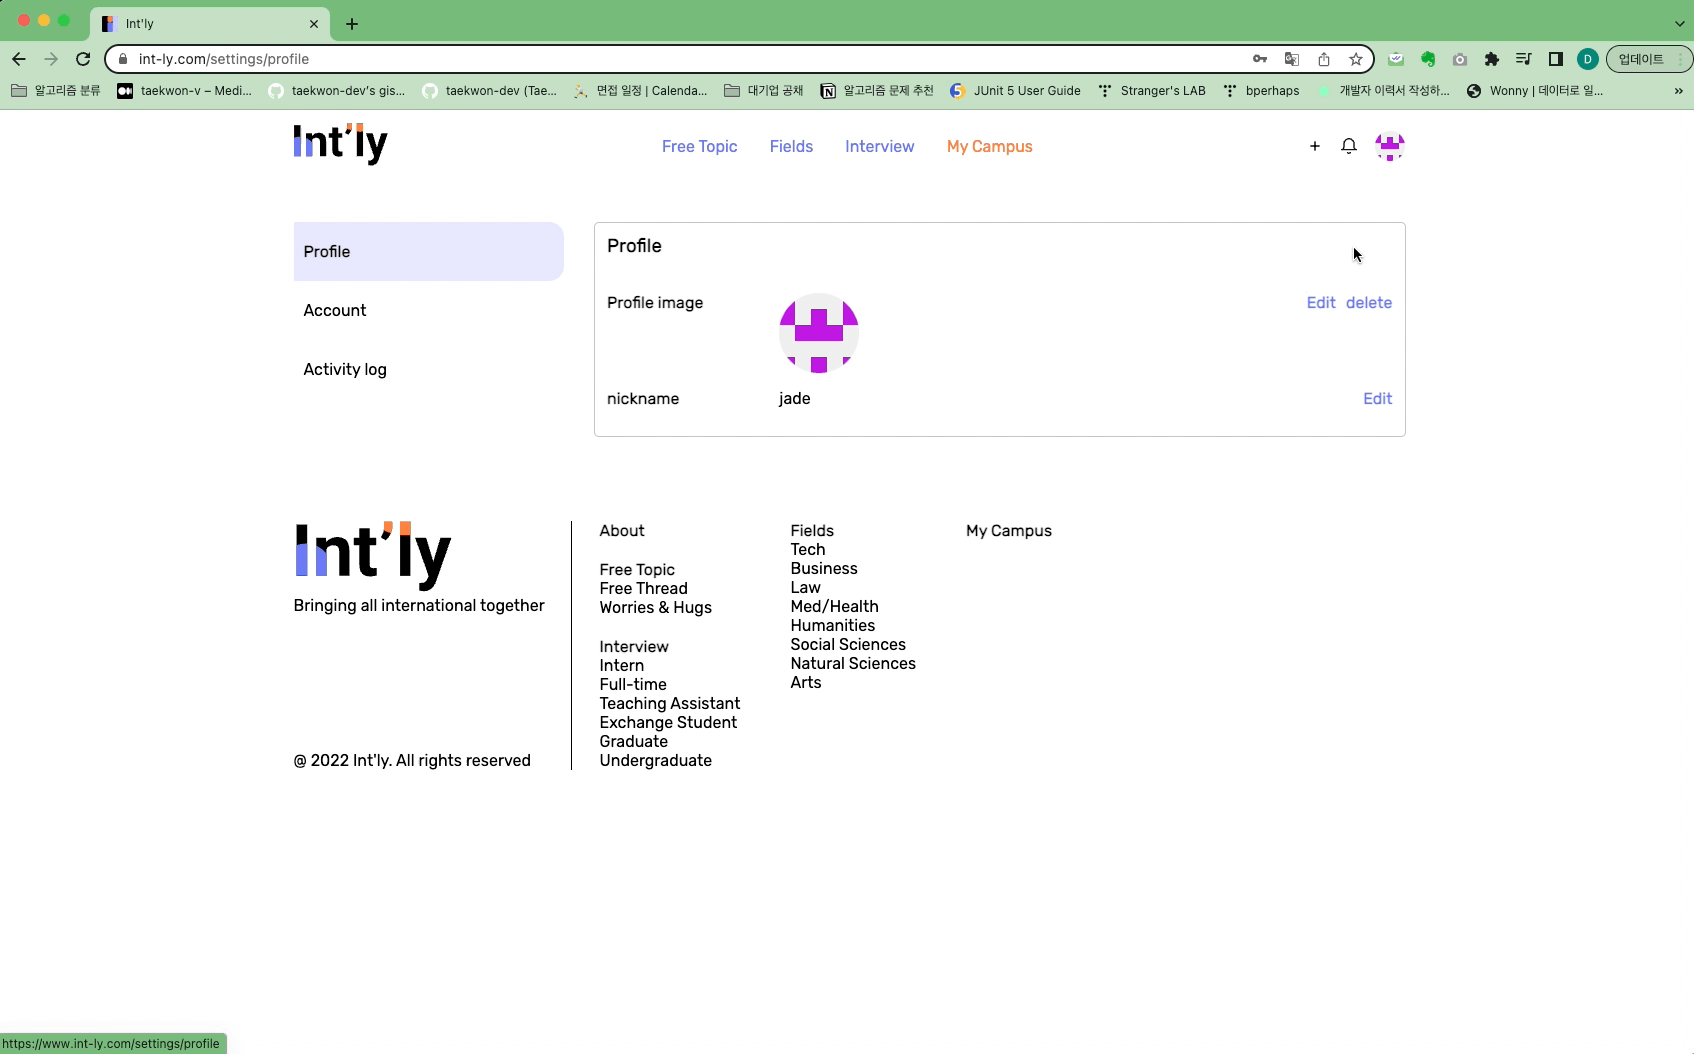 Int'ly
int-ly.com/settings/profile
D
업데이트
알고리즘 분류
taekwon-v – Medi...
taekwon-dev's gis...
taekwon-dev (Tae...
면접 일정 | Calenda...
대기업 공채
알고리즘 문제 추천
JUnit 5 User Guide
Stranger's LAB
bperhaps
개발자 이력서 작성하...
Wonny | 데이터로 일...
»
Int'ly
Free Topic
Fields
Interview
My Campus
Profile
Account
Activity log
Profile
Profile image
Edit delete
nickname
jade
Edit
Int'ly
Bringing all international together
@ 2022 Int'ly. All rights reserved
About
Free Topic
Free Thread
Worries & Hugs
Interview
Intern
Full-time
Teaching Assistant
Exchange Student
Graduate
Undergraduate
Fields
Tech
Business
Law
Med/Health
Humanities
Social Sciences
Natural Sciences
Arts
My Campus
https://www.int-ly.com/settings/profile